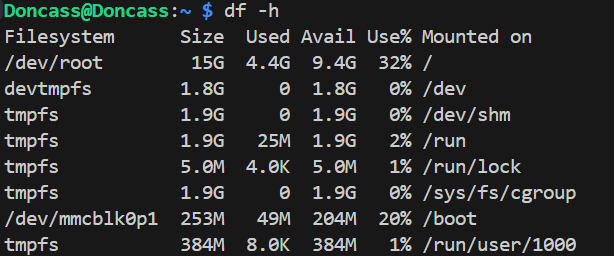 Doncass@Doncass:~ $ df -h
Filesystem      Size  Used Avail Use% Mounted on
/dev/root        15G  4.4G  9.4G  32% /
devtmpfs        1.8G     0  1.8G   0% /dev
tmpfs           1.9G     0  1.9G   0% /dev/shm
tmpfs           1.9G   25M  1.9G   2% /run
tmpfs           5.0M  4.0K  5.0M   1% /run/lock
tmpfs           1.9G     0  1.9G   0% /sys/fs/cgroup
/dev/mmcblk0p1  253M   49M  204M  20% /boot
tmpfs           384M  8.0K  384M   1% /run/user/1000